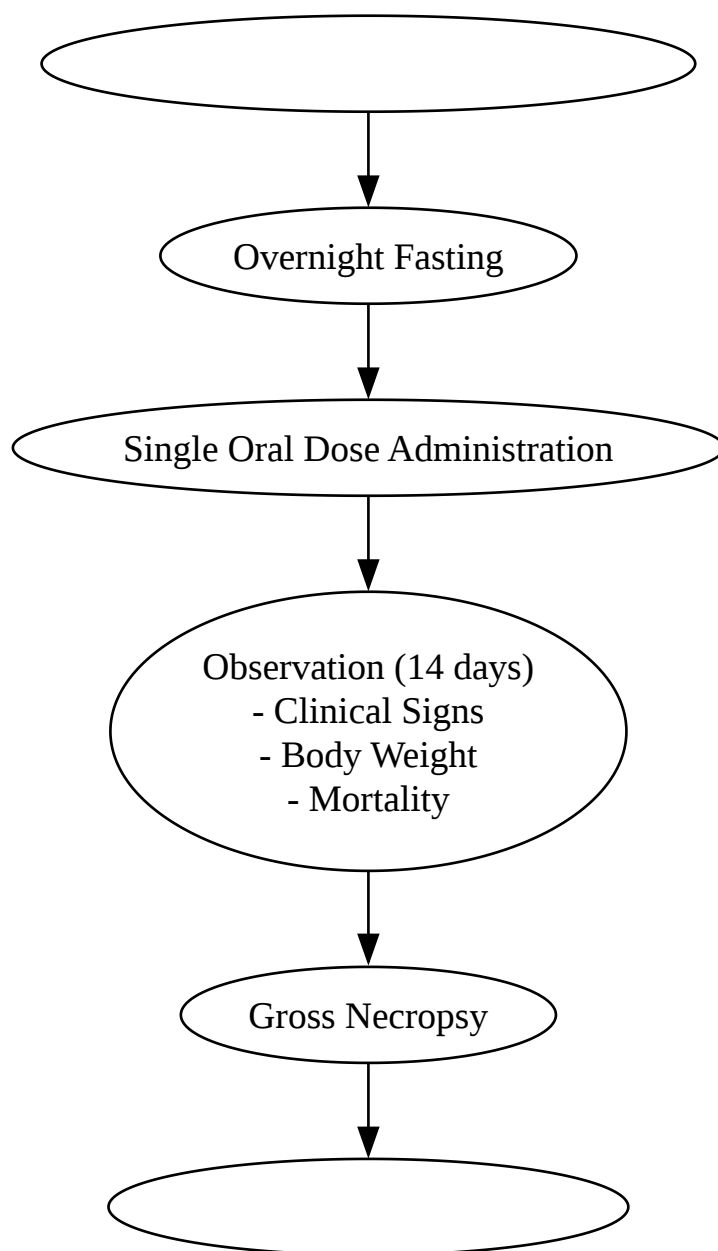 Overnight Fasting
Single Oral Dose Administration
Observation (14 days)
- Clinical Signs
- Body Weight
- Mortality
Gross Necropsy